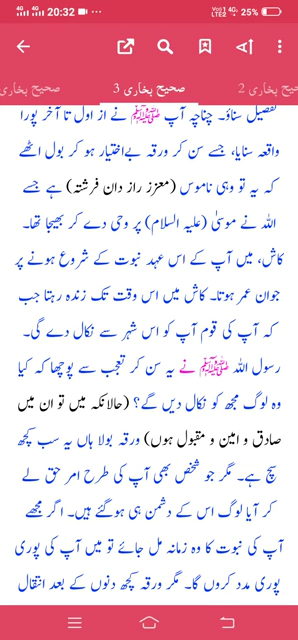 20:32
25%
صحیح بخاری 2
صحیح بخاری 3
صحیح بخاری
تفصیل سناؤ۔ چنانچہ آپ ﷺ نے از اول تا آخر پورا
واقعہ سنایا، جسے سن کر ورقہ بےاختیار ہو کر بول اٹھے
کہ یہ تو وہی ناموس (معزز راز دان فرشتہ) ہے جسے
اللہ نے موسیٰ (علیہ السلام) پر وحی دے کر بھیجا تھا۔
کاش، میں آپ کے اس عہد نبوت کے شروع ہونے پر
جوان عمر ہوتا۔ کاش میں اس وقت تک زندہ رہتا جب
کہ آپ کی قوم آپ کو اس شہر سے نکال دے گی۔
رسول اللہ ﷺ نے یہ سن کر تعجب سے پوچھا کہ کیا
وہ لوگ مجھ کو نکال دیں گے؟ (حالانکہ میں تو ان میں
صادق و امین و مقبول ہوں) ورقہ بولا ہاں یہ سب کچھ
سچ ہے۔ مگر جو شخص بھی آپ کی طرح امر حق لے
کر آیا لوگ اس کے دشمن ہی ہوگئے ہیں۔ اگر مجھے
آپ کی نبوت کا وہ زمانہ مل جائے تو میں آپ کی پوری
پوری مدد کروں گا۔ مگر ورقہ کچھ دنوں کے بعد انتقال